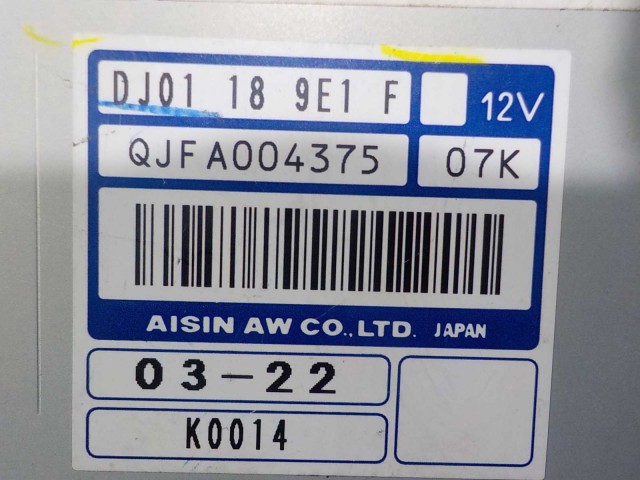 DJ01 18 9E1 F 12V
QJFA004375 07K
AISIN AW CO.,LTD. JAPAN
03-22
K0014